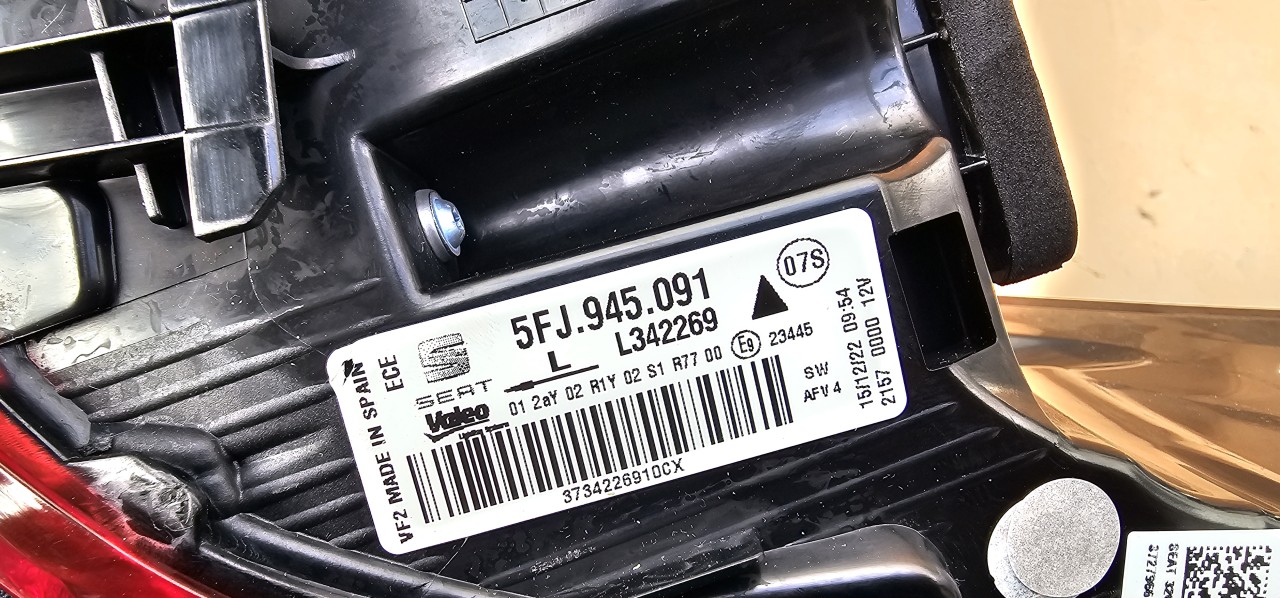 07S
5FJ.945.091
L342269
L
SEAT
Valeo
01 2aY 02 R1Y 02 S1 R77 00 E9 23445
SW
AFV 4
3734226910CX
VF2 MADE IN SPAIN
ECE
15/12/22 09:54
2157 0000 12V